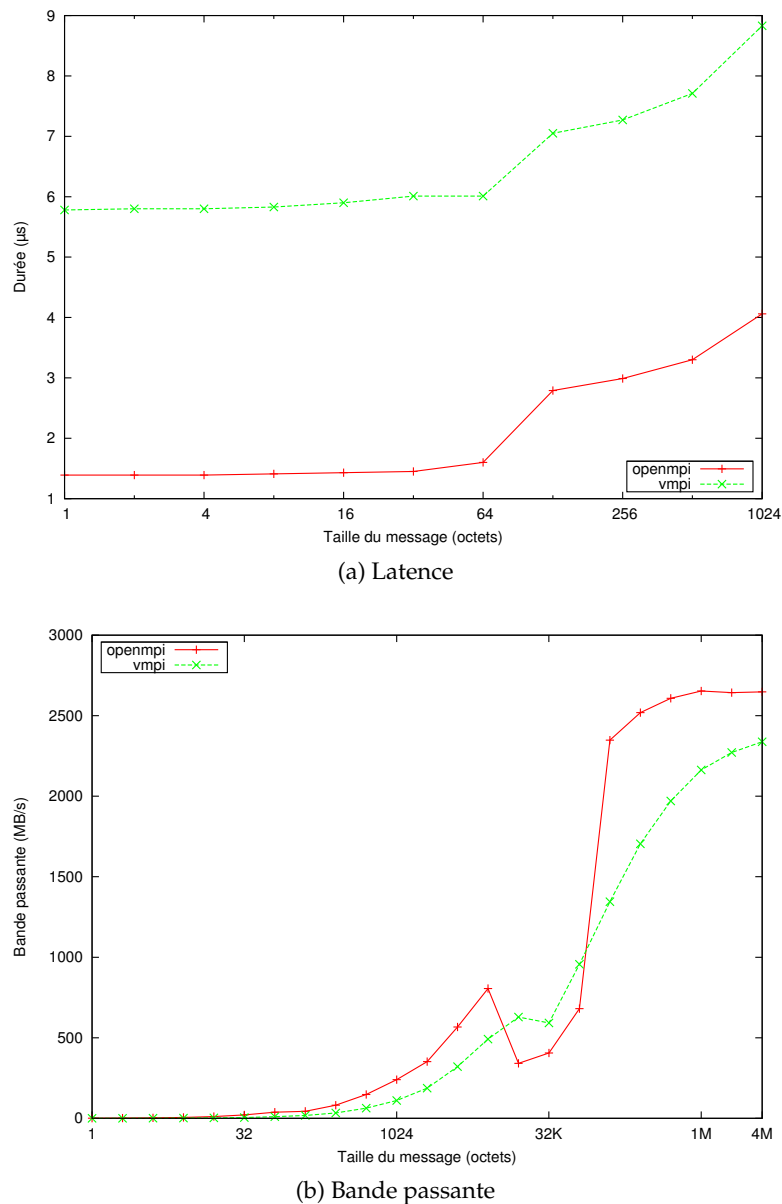 9
8
7
6
5
4
3
2
1
Durée (µs)
openmpi
vmpi
1 4 16 64 256 1024
Taille du message (octets)
(a) Latence
3000
2500
2000
1500
1000
500
0
Bande passante (MB/s)
openmpi
vmpi
1 32 1024 32K 1M 4M
Taille du message (octets)
(b) Bande passante